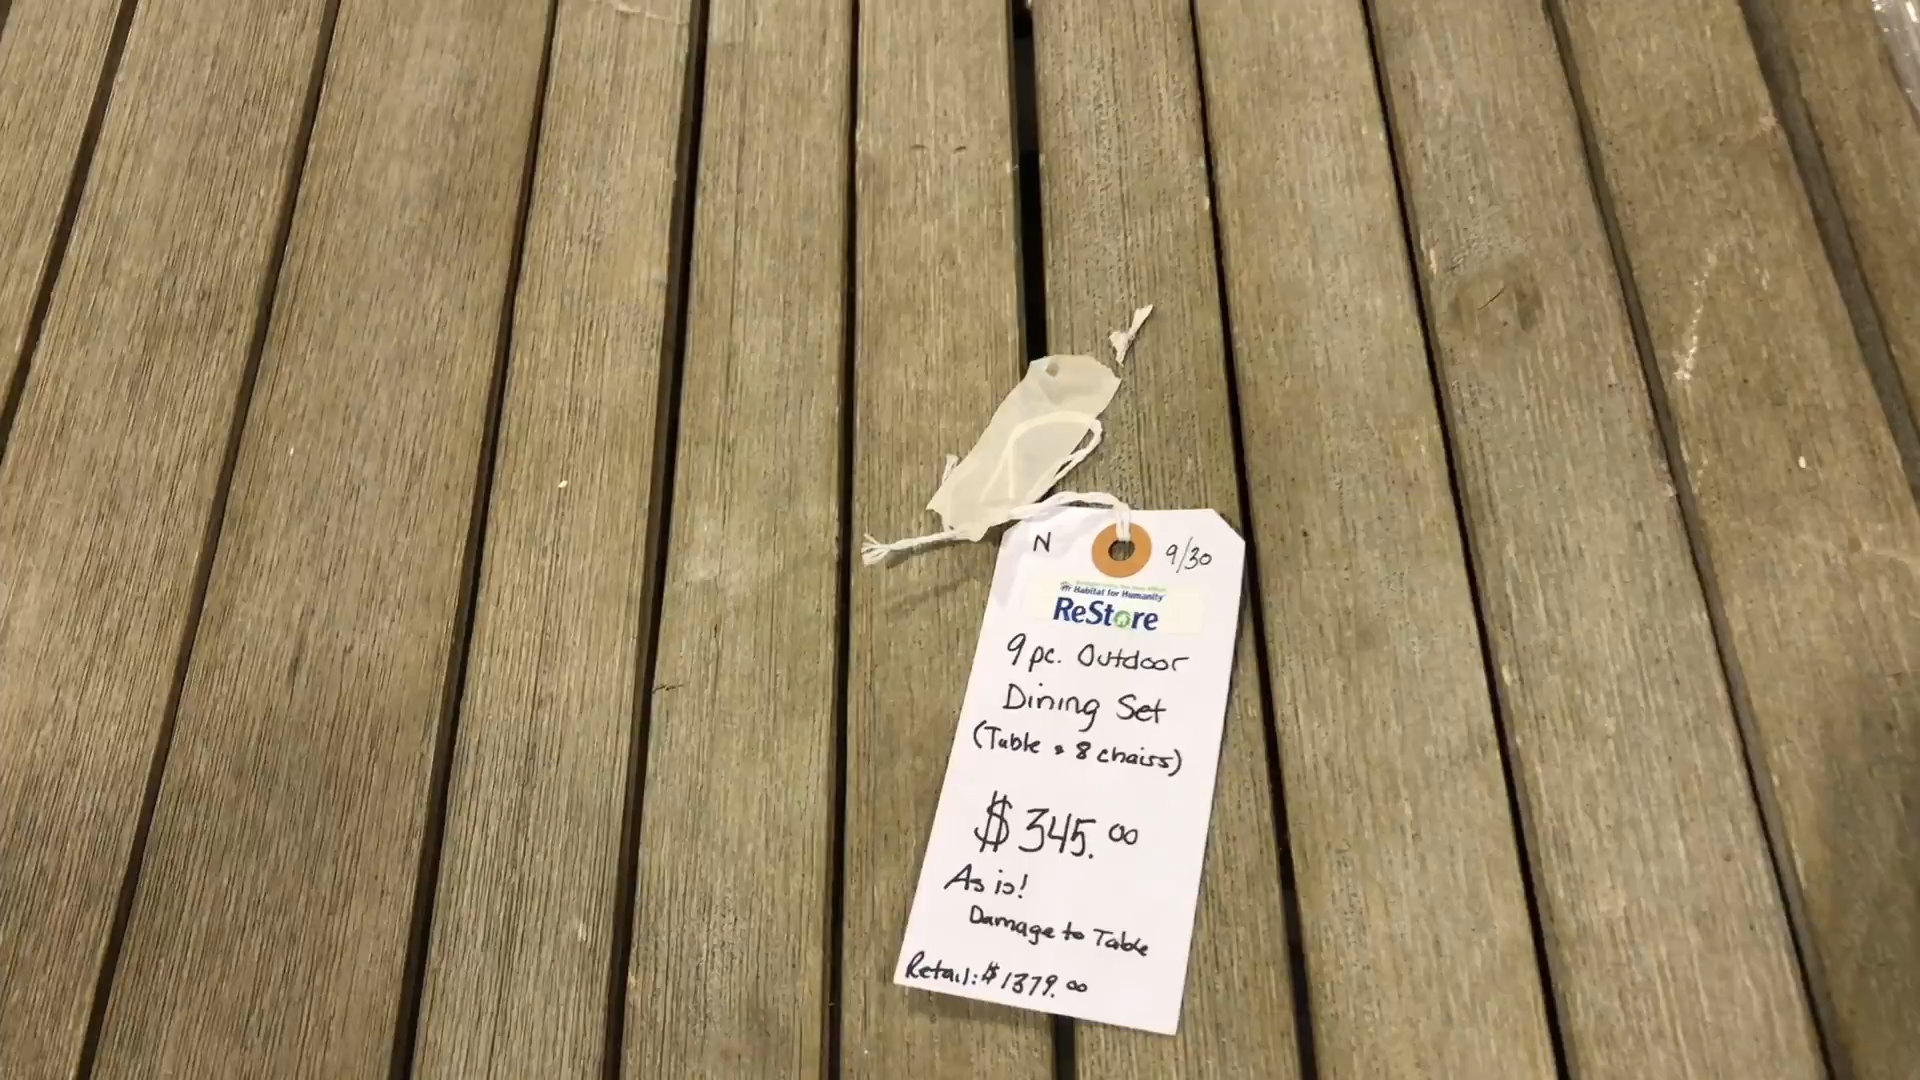 N 9/30
Habitat for Humanity
ReStore
9 pc. Outdoor
Dining Set
(Table & 8 chairs)
$345.00
As is!
Damage to Table
Retail: $1379.00